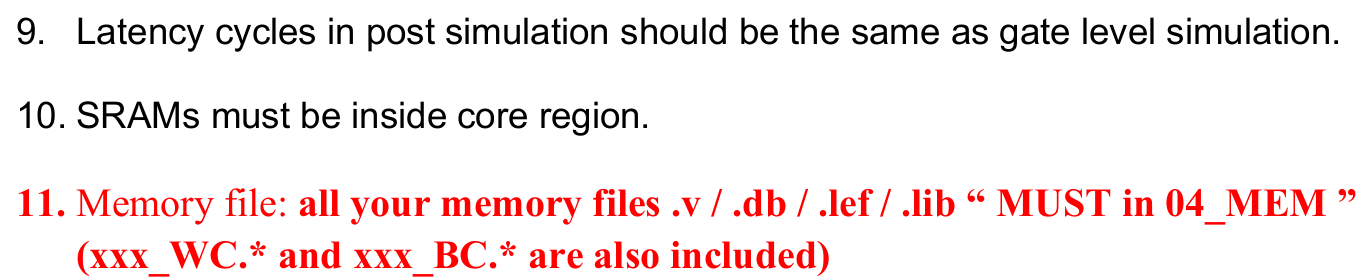 9. Latency cycles in post simulation should be the same as gate level simulation.
10. SRAMs must be inside core region.
11. Memory file: all your memory files .v / .db / .lef / .lib “ MUST in 04_MEM ”
(xxx_WC.* and xxx_BC.* are also included)